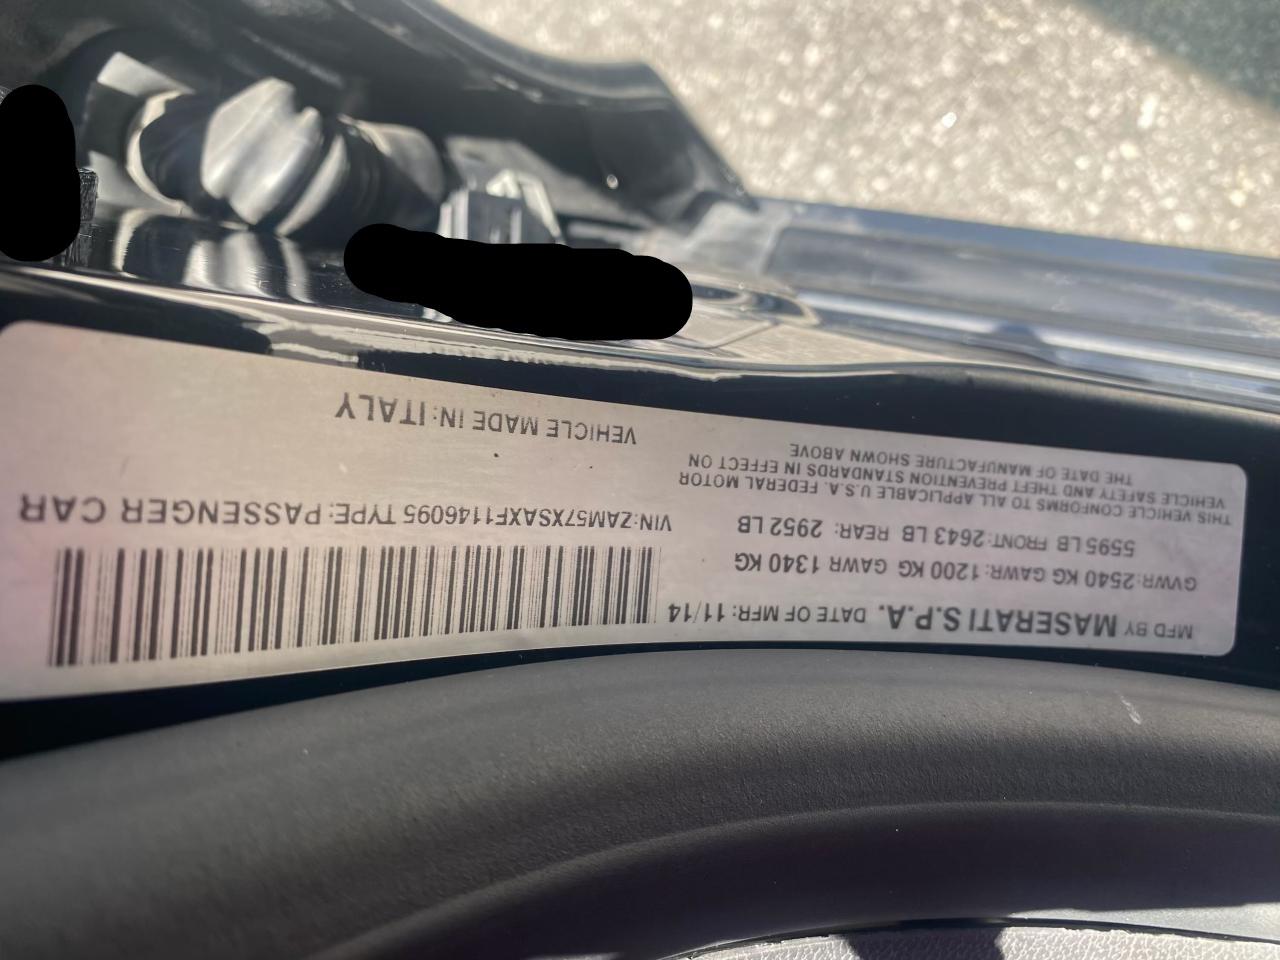 MFD BY MASERATI S.P.A. DATE OF MFR: 11/14
GVWR: 2540 KG GAWR: 1200 KG GAWR 1340 KG
5595 LB FRONT: 2643 LB REAR: 2952 LB
THIS VEHICLE CONFORMS TO ALL APPLICABLE U.S.A. FEDERAL MOTOR
VEHICLE SAFETY AND THEFT PREVENTION STANDARDS IN EFFECT ON
THE DATE OF MANUFACTURE SHOWN ABOVE
VIN: ZAM57XSAXF1146095 TYPE: PASSENGER CAR
VEHICLE MADE IN: ITALY